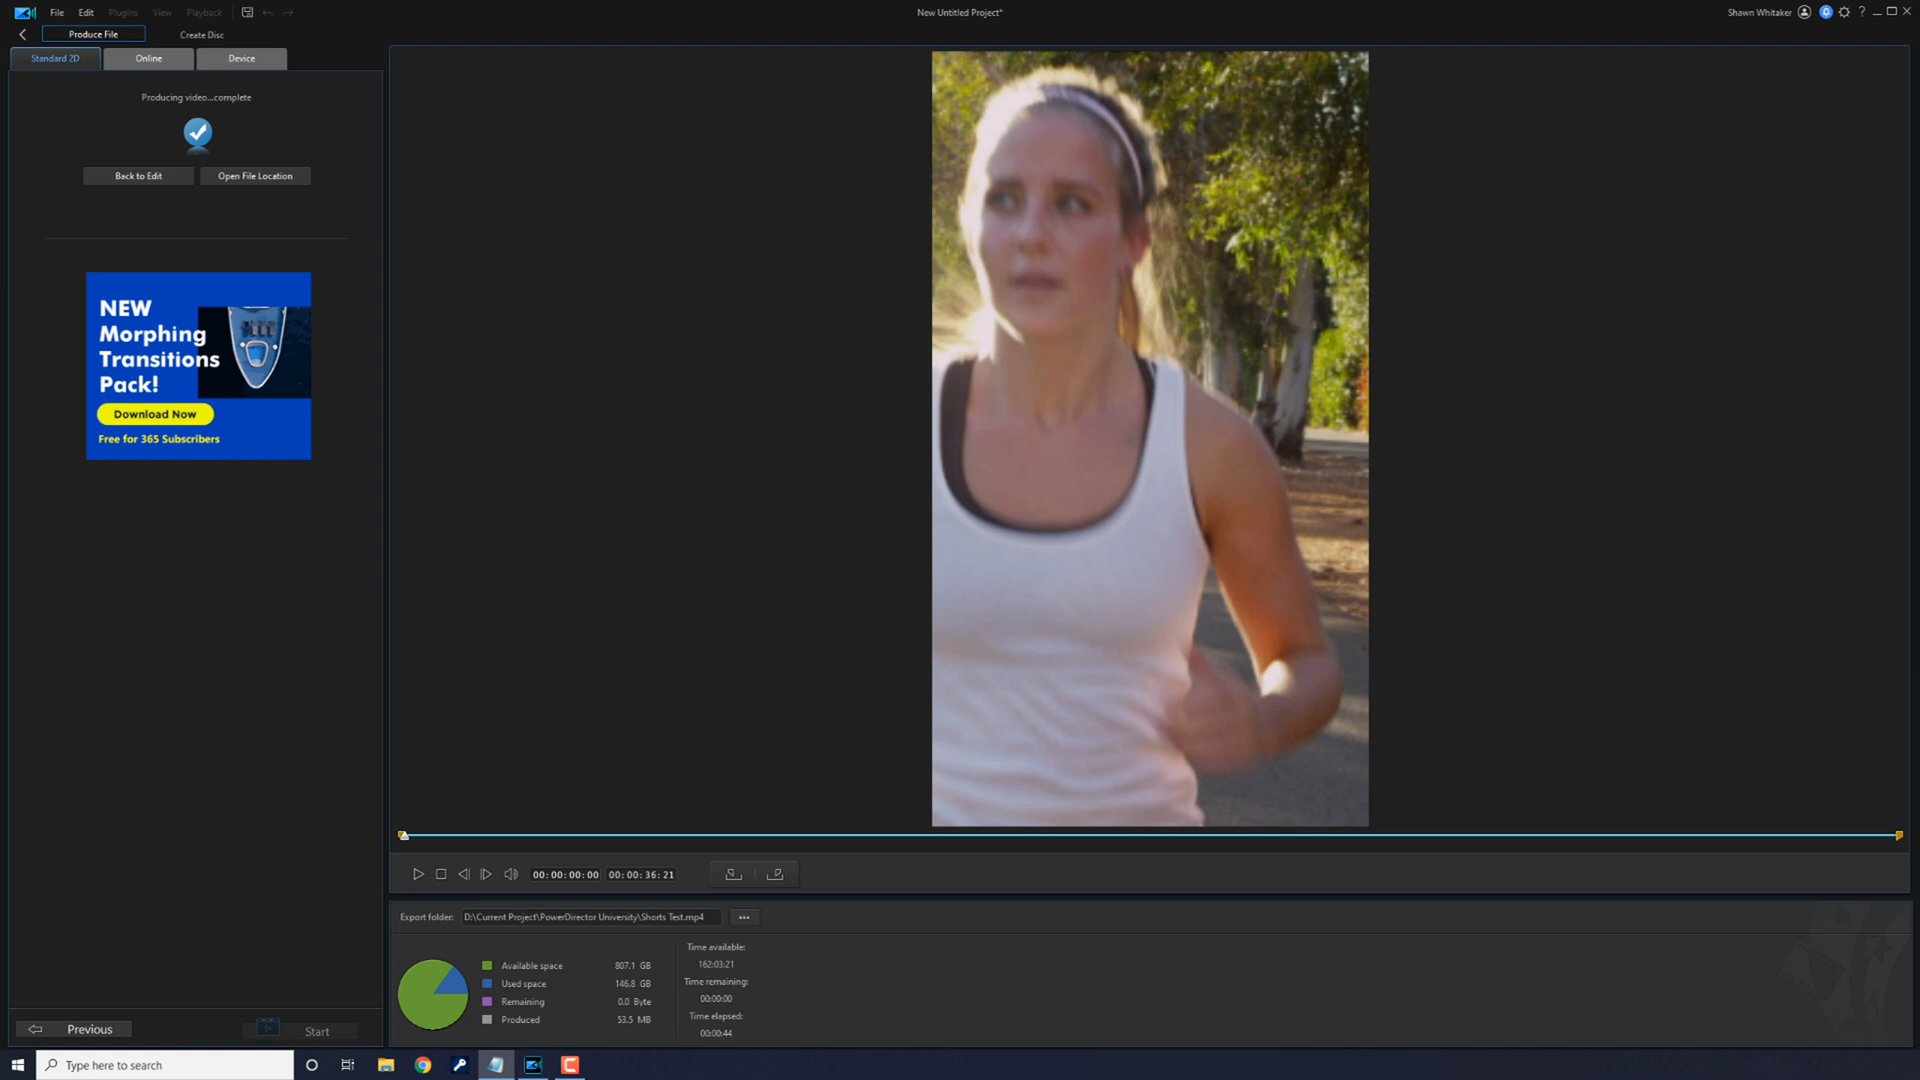 File Edit Plugins View Playback
New Untitled Project*
Shawn Whitaker
?
Produce File
Create Disc
Standard 2D
Online
Device
Producing video...complete
Back to Edit
Open File Location
NEW
Morphing
Transitions
Pack!
Download Now
Free for 365 Subscribers
00:00:00:00 00:00:36:21
Export folder: D:\Current Project\PowerDirector University\Shorts Test.mp4 ...
Available space 807.1 GB
Used space 146.8 GB
Remaining 0.0 Byte
Produced 53.5 MB
Time available:
162:03:21
Time remaining:
00:00:00
Time elapsed:
00:00:44
Previous
Start
Type here to search